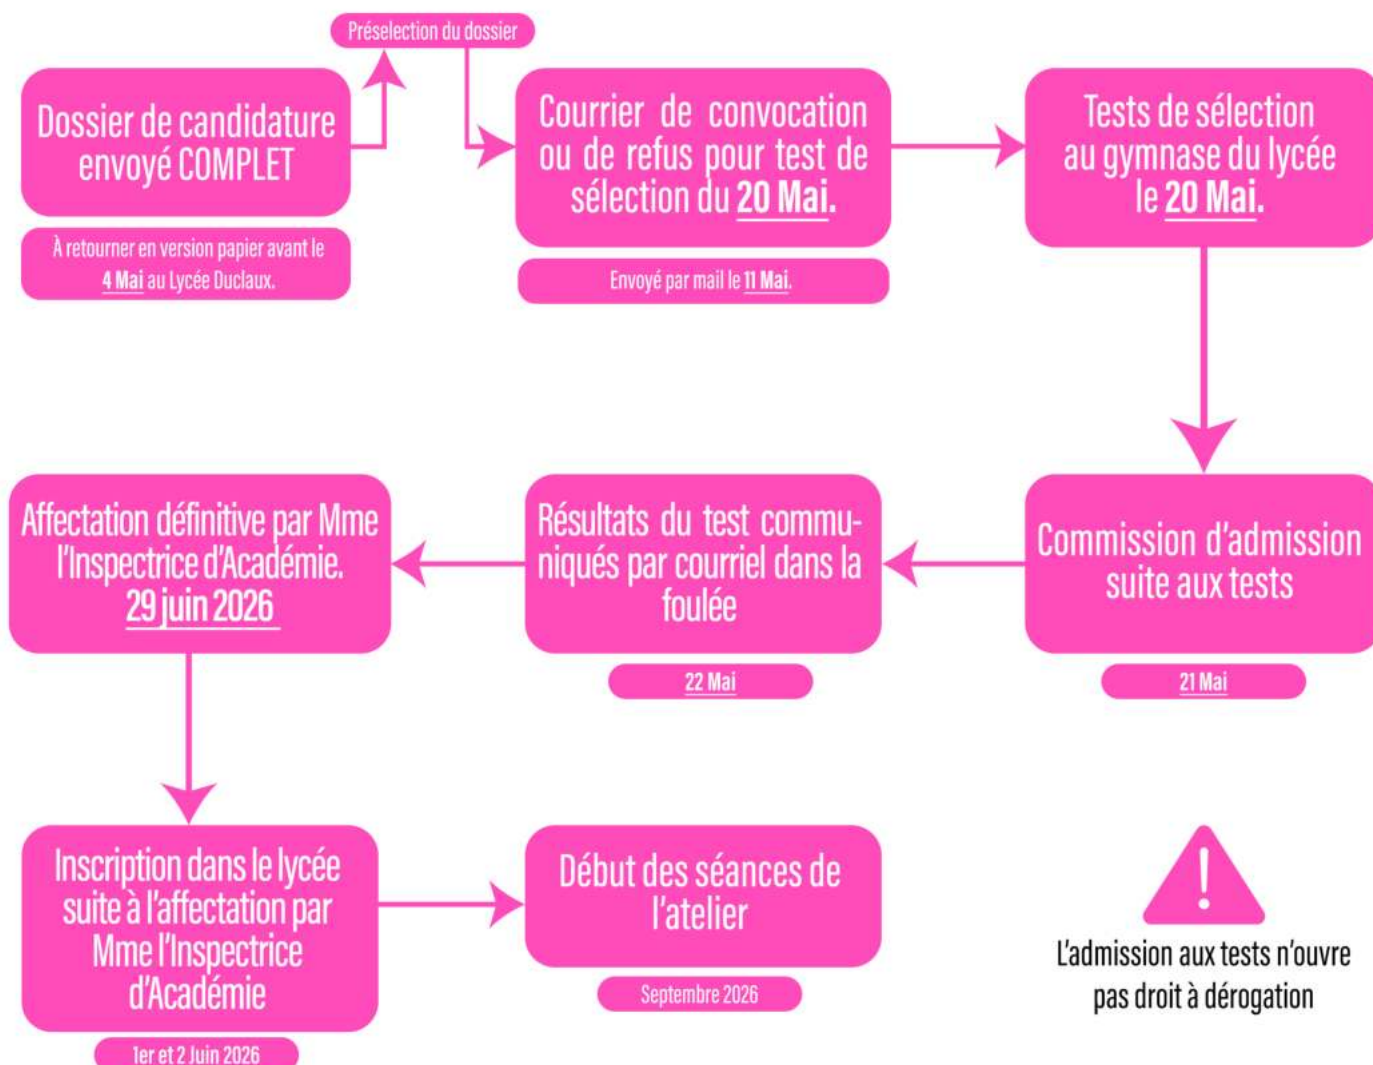 Préselection du dossier
Dossier de candidature
envoyé COMPLET
À retourner en version papier avant le
4 Mai au Lycée Duclaux.
Courrier de convocation
ou de refus pour test de
sélection du 20 Mai.
Envoyé par mail le 11 Mai.
Tests de sélection
au gymnase du lycée
le 20 Mai.
Commission d'admission
suite aux tests
21 Mai
Résultats du test commu-
niqués par courriel dans la
foulée
22 Mai
Affectation définitive par Mme
l'Inspectrice d'Académie.
29 juin 2026
Inscription dans le lycée
suite à l'affectation par
Mme l'Inspectrice
d'Académie
1er et 2 Juin 2026
Début des séances de
l'atelier
Septembre 2026
!
L'admission aux tests n'ouvre
pas droit à dérogation